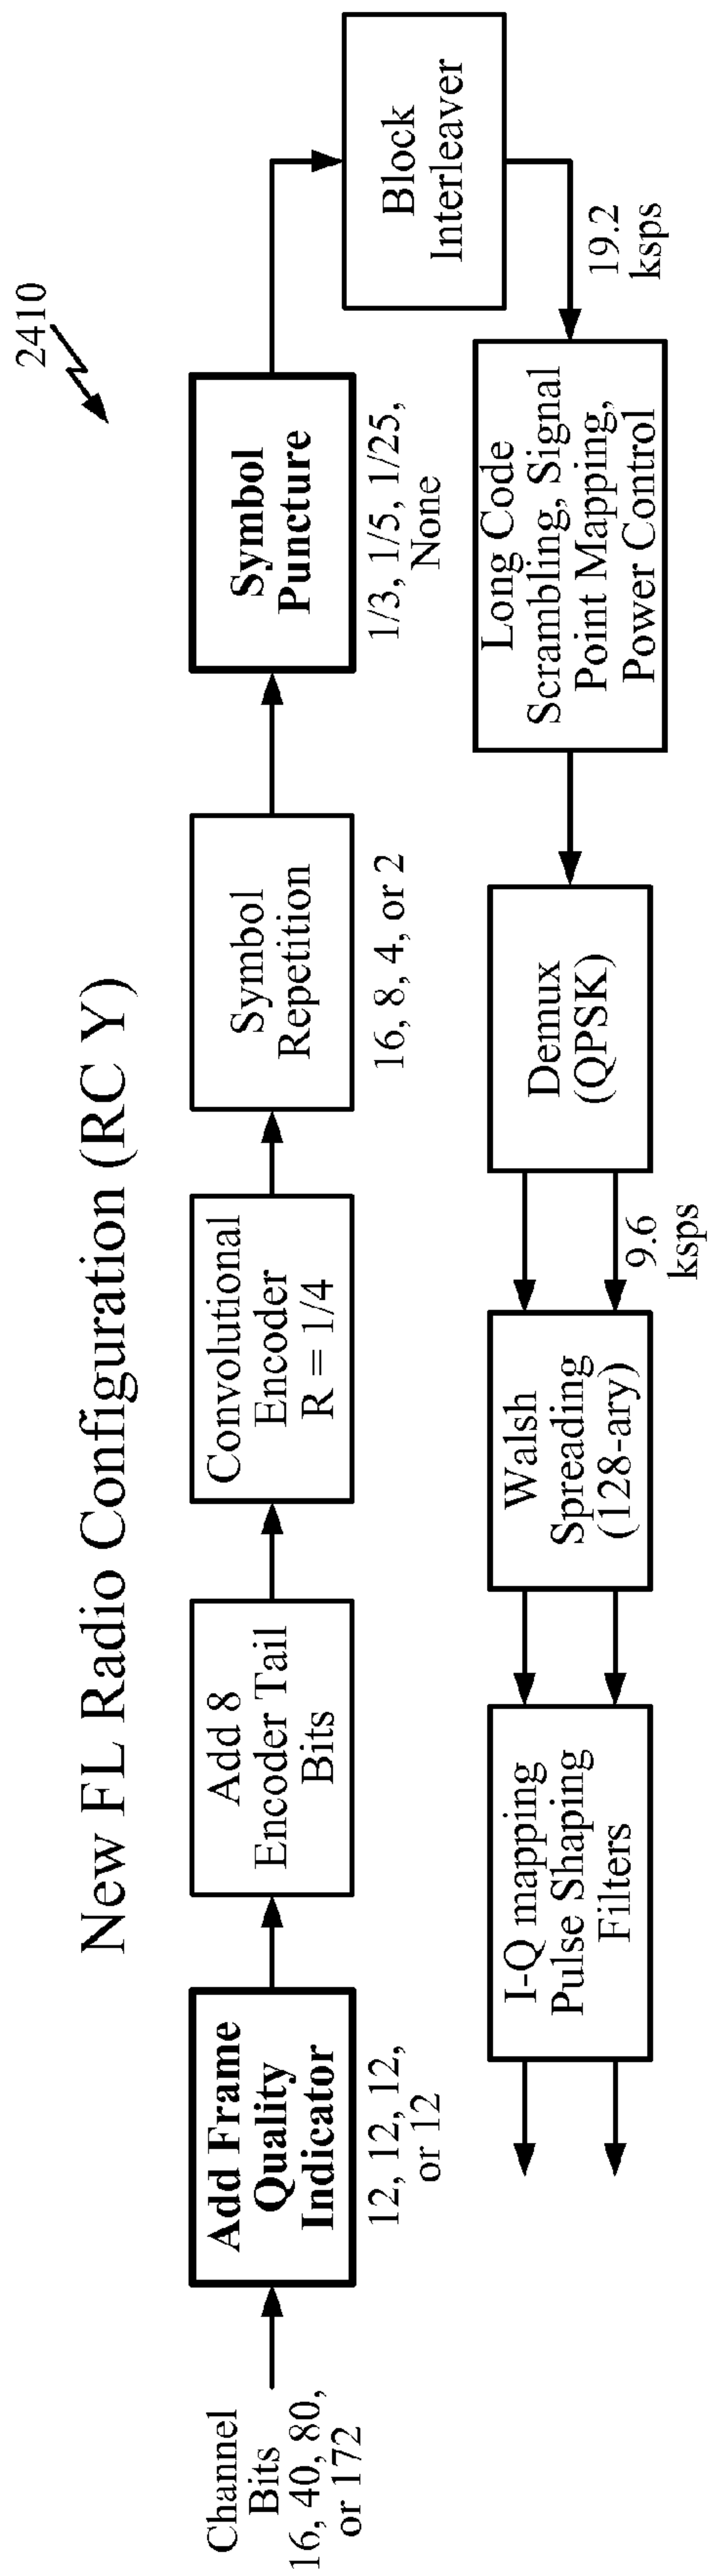 2410
New FL Radio Configuration (RC Y)
Channel
Bits
16, 40, 80,
or 172
Add Frame
Quality
Indicator
12, 12, 12,
or 12
Add 8
Encoder Tail
Bits
Convolutional
Encoder
R = 1/4
Symbol
Repetition
16, 8, 4, or 2
Symbol
Puncture
1/3, 1/5, 1/25,
None
Block
Interleaver
19.2
ksps
Long Code
Scrambling, Signal
Point Mapping,
Power Control
Demux
(QPSK)
9.6
ksps
Walsh
Spreading
(128-ary)
I-Q mapping
Pulse Shaping
Filters